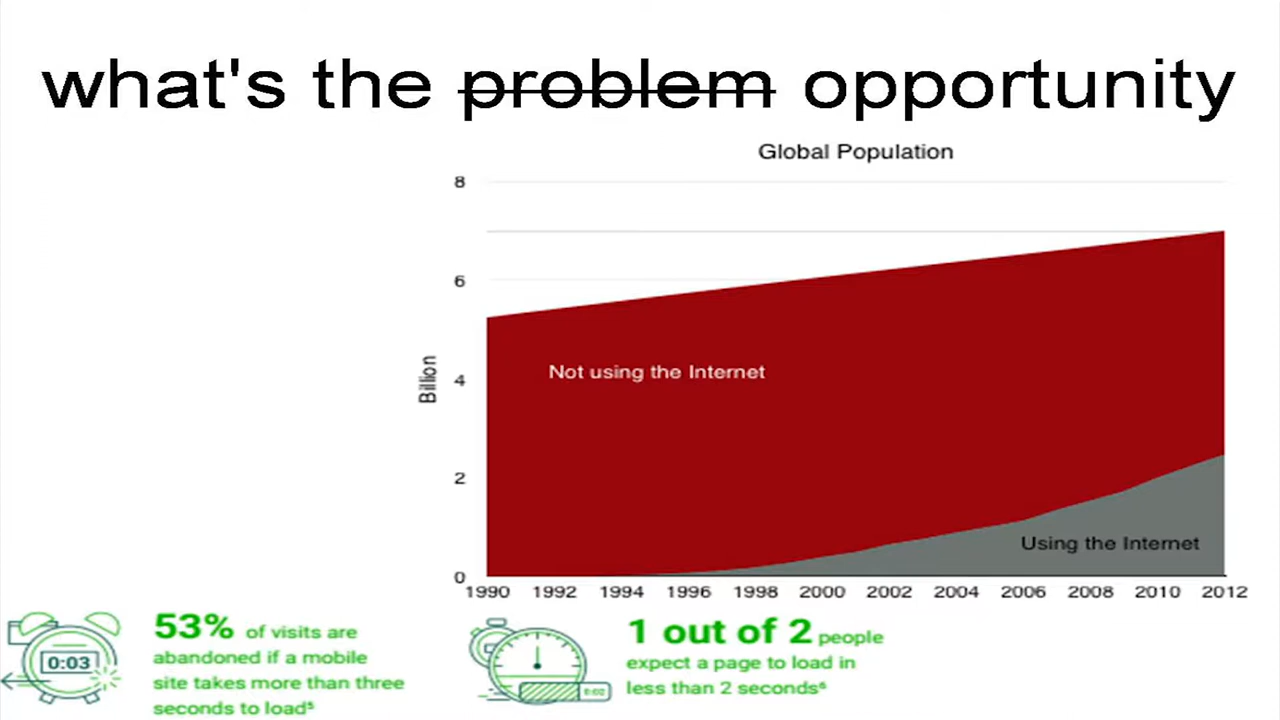 what's the problem opportunity
Global Population
8
6
Billion
4
Not using the Internet
2
Using the Internet
0
1990 1992 1994 1996 1998 2000 2002 2004 2006 2008 2010 2012
0:03
53% of visits are
abandoned if a mobile
site takes more than three
seconds to load⁵
1 out of 2 people
expect a page to load in
less than 2 seconds⁶
0:02